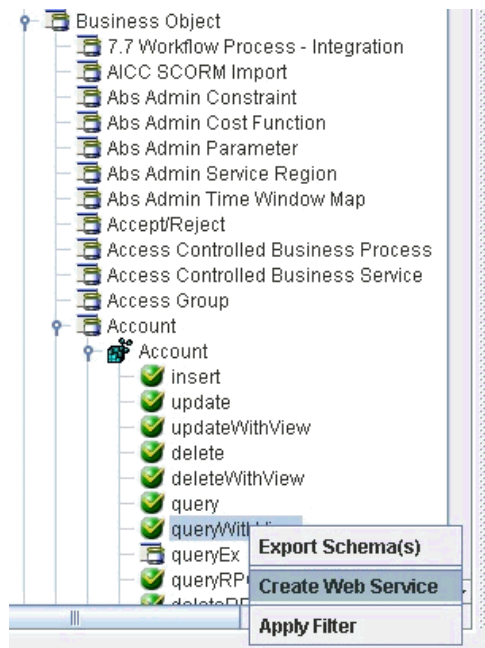 Business Object
7.7 Workflow Process - Integration
AICC SCORM Import
Abs Admin Constraint
Abs Admin Cost Function
Abs Admin Parameter
Abs Admin Service Region
Abs Admin Time Window Map
Accept/Reject
Access Controlled Business Process
Access Controlled Business Service
Access Group
Account
Account
insert
update
updateWithView
delete
deleteWithView
query
queryWithVi
queryEx
queryRP
Export Schema(s)
Create Web Service
Apply Filter